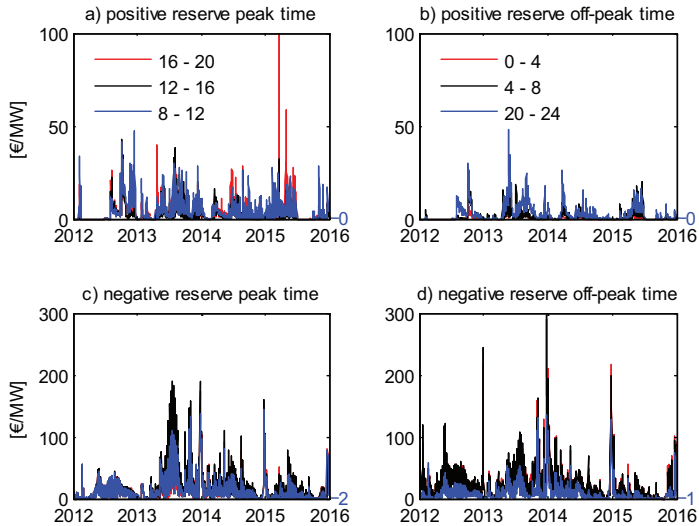 a) positive reserve peak time
b) positive reserve off-peak time
[€/MW]
100
50
0
16 - 20
12 - 16
8 - 12
0
2012 2013 2014 2015 2016
100
50
0
0 - 4
4 - 8
20 - 24
0
2012 2013 2014 2015 2016
c) negative reserve peak time
d) negative reserve off-peak time
[€/MW]
300
200
100
0
2
2012 2013 2014 2015 2016
300
200
100
0
1
2012 2013 2014 2015 2016